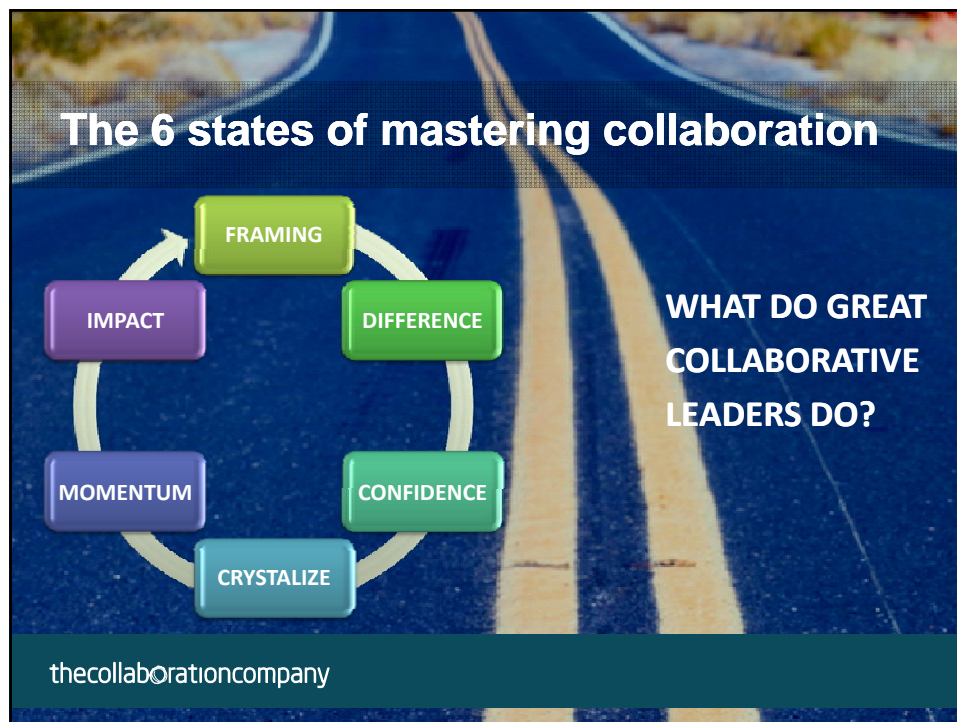 The 6 states of mastering collaboration
FRAMING
DIFFERENCE
CONFIDENCE
CRYSTALIZE
MOMENTUM
IMPACT
WHAT DO GREAT
COLLABORATIVE
LEADERS DO?
thecollaborationcompany